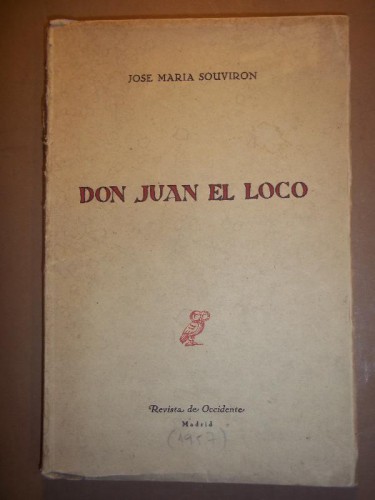 JOSE MARIA SOUVIRON
DON JUAN EL LOCO
Revista de Occidente
Madrid
(1957)